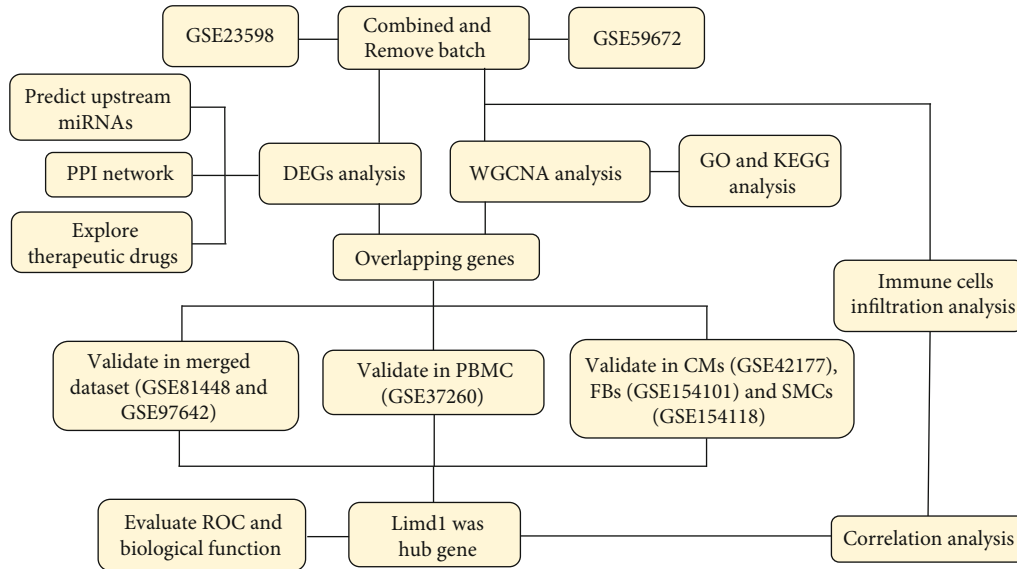 GSE23598
Combined and
Remove batch
GSE59672
Predict upstream
miRNAs
PPI network
Explore
therapeutic drugs
DEGs analysis
WGCNA analysis
GO and KEGG
analysis
Overlapping genes
Immune cells
infiltration analysis
Validate in merged
dataset (GSE81448 and
GSE97642)
Validate in PBMC
(GSE37260)
Validate in CMs (GSE42177),
FBs (GSE154101) and SMCs
(GSE154118)
Evaluate ROC and
biological function
Limd1 was
hub gene
Correlation analysis